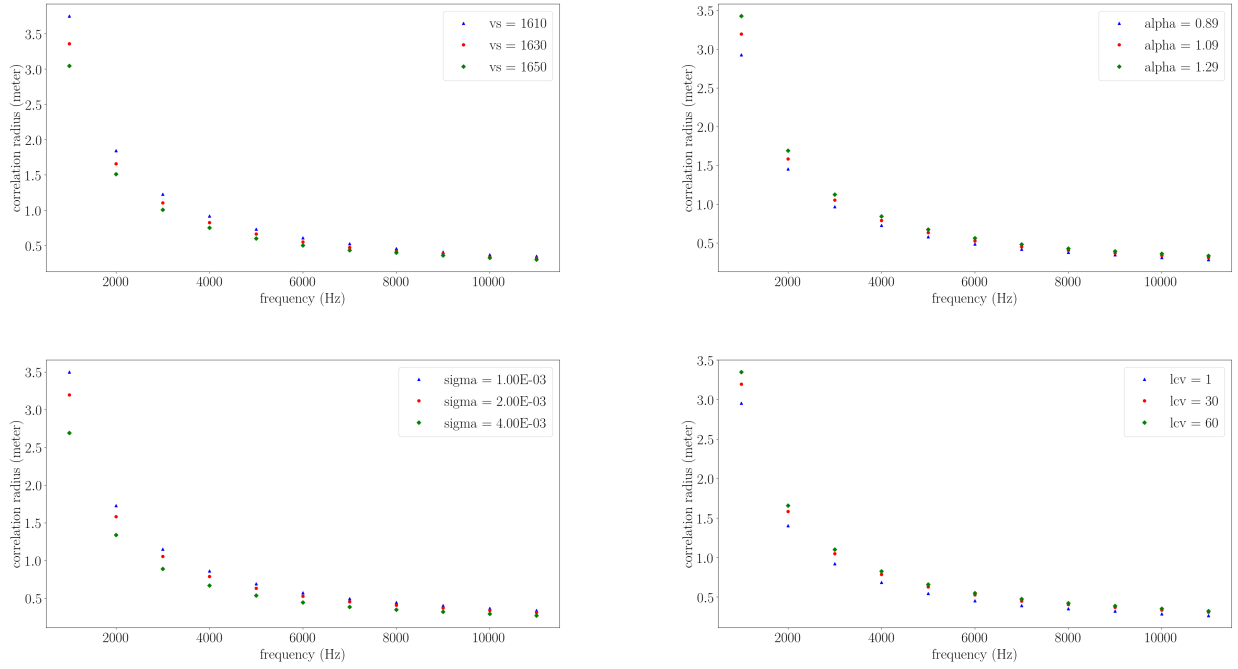 3.5
3.0
2.5
2.0
1.5
1.0
0.5
correlation radius (meter)
vs = 1610
vs = 1630
vs = 1650
2000
4000
6000
8000
10000
frequency (Hz)
3.5
3.0
2.5
2.0
1.5
1.0
0.5
correlation radius (meter)
alpha = 0.89
alpha = 1.09
alpha = 1.29
2000
4000
6000
8000
10000
frequency (Hz)
3.5
3.0
2.5
2.0
1.5
1.0
0.5
correlation radius (meter)
sigma = 1.00E-03
sigma = 2.00E-03
sigma = 4.00E-03
2000
4000
6000
8000
10000
frequency (Hz)
3.5
3.0
2.5
2.0
1.5
1.0
0.5
correlation radius (meter)
lcv = 1
lcv = 30
lcv = 60
2000
4000
6000
8000
10000
frequency (Hz)